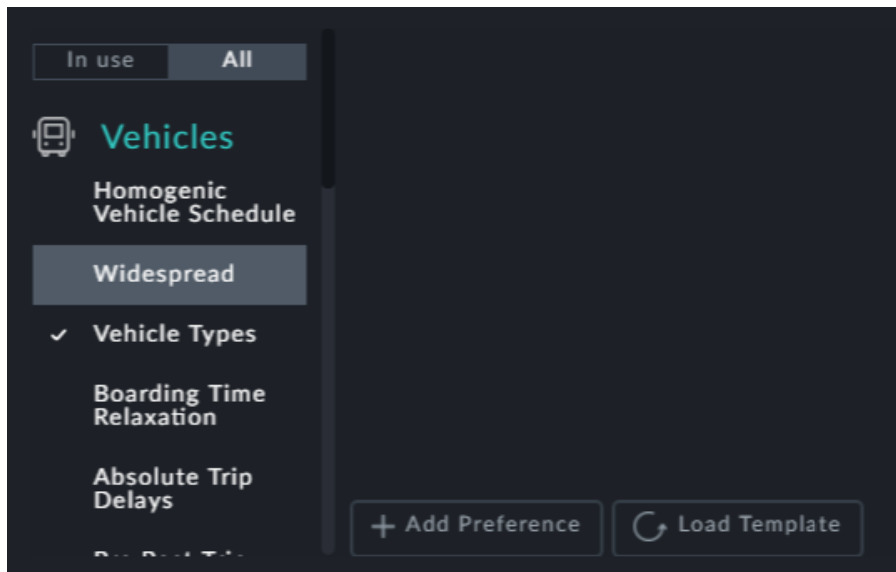 In use All
Vehicles
Homogenic
Vehicle Schedule
Widespread
Vehicle Types
Boarding Time
Relaxation
Absolute Trip
Delays
+ Add Preference
Load Template